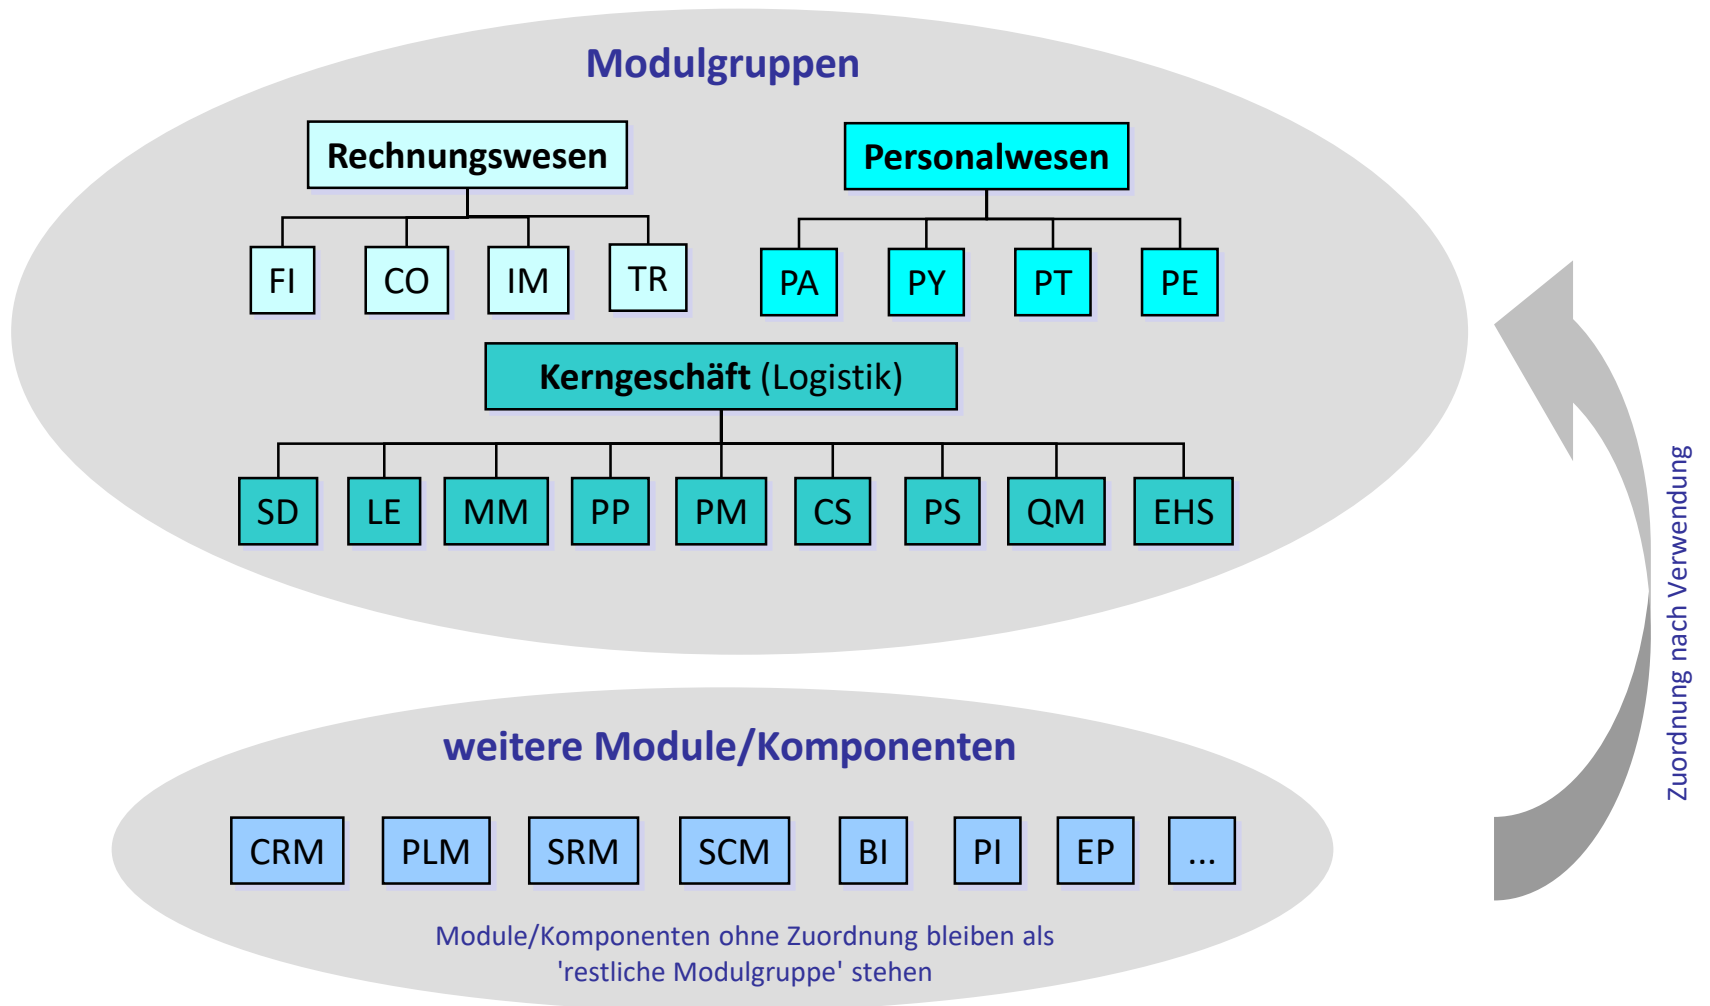 Modulgruppen
Rechnungswesen
Personalwesen
FI
CO
IM
TR
PA
PY
PT
PE
Kerngeschäft (Logistik)
SD
LE
MM
PP
PM
CS
PS
QM
EHS
Zuordnung nach Verwendung
weitere Module/Komponenten
CRM
PLM
SRM
SCM
BI
PI
EP
...
Module/Komponenten ohne Zuordnung bleiben als
'restliche Modulgruppe' stehen